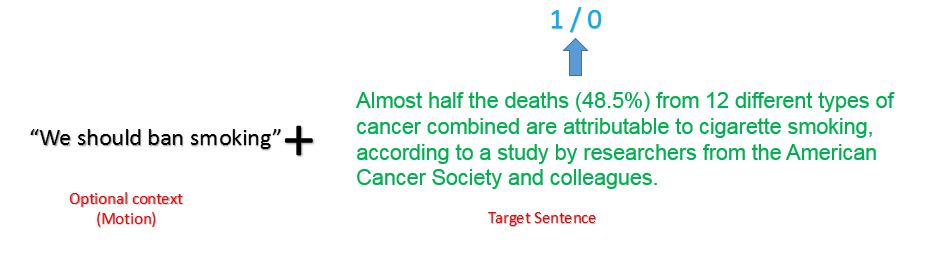 1 / 0
Almost half the deaths (48.5%) from 12 different types of
cancer combined are attributable to cigarette smoking,
according to a study by researchers from the American
Cancer Society and colleagues.
“We should ban smoking” +
Optional context
(Motion)
Target Sentence